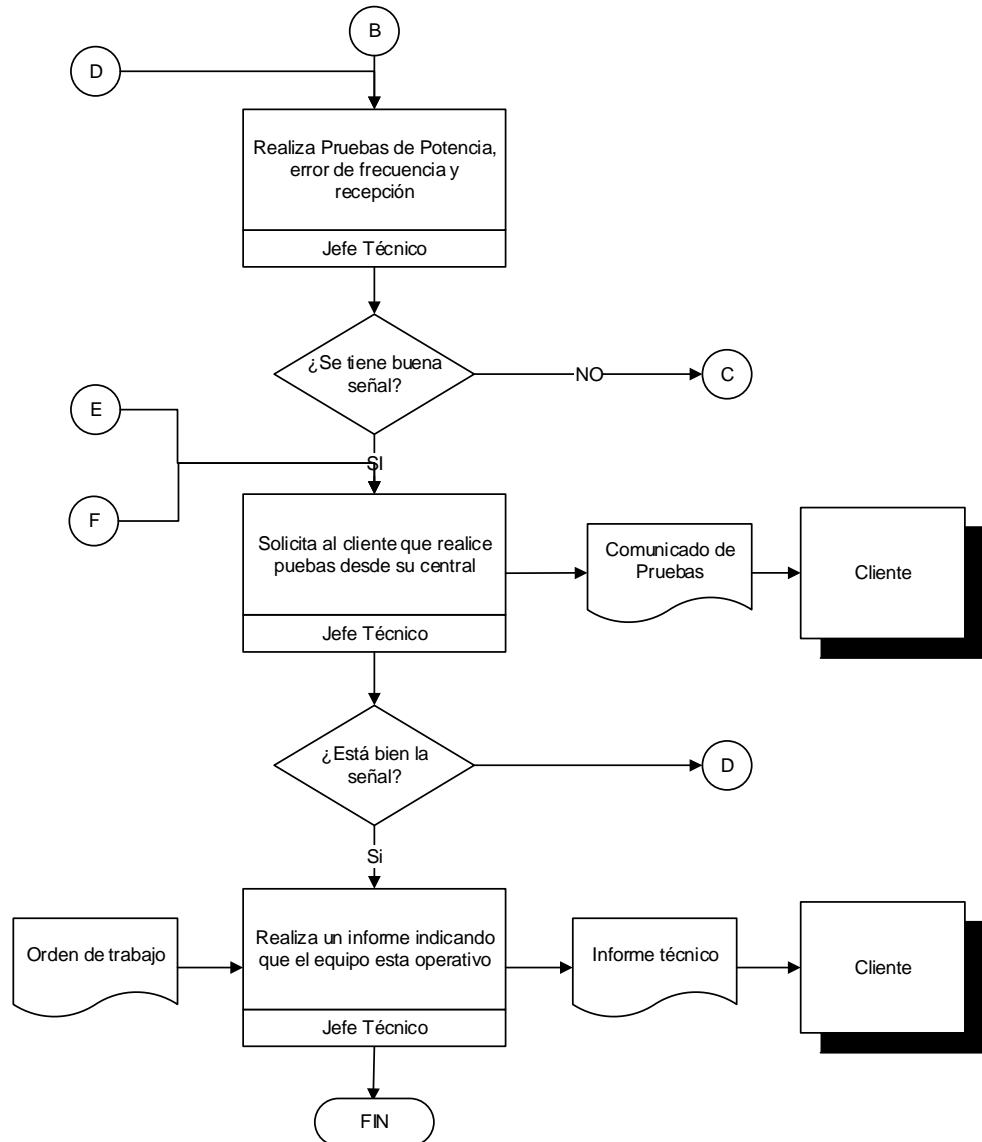 B
D
Realiza Pruebas de Potencia,
error de frecuencia y
recepción
Jefe Técnico
¿Se tiene buena
señal?
NO
C
E
SI
F
Solicita al cliente que realice
puebas desde su central
Jefe Técnico
Comunicado de
Pruebas
Cliente
¿Está bien la
señal?
D
Si
Orden de trabajo
Realiza un informe indicando
que el equipo esta operativo
Jefe Técnico
Informe técnico
Cliente
FIN